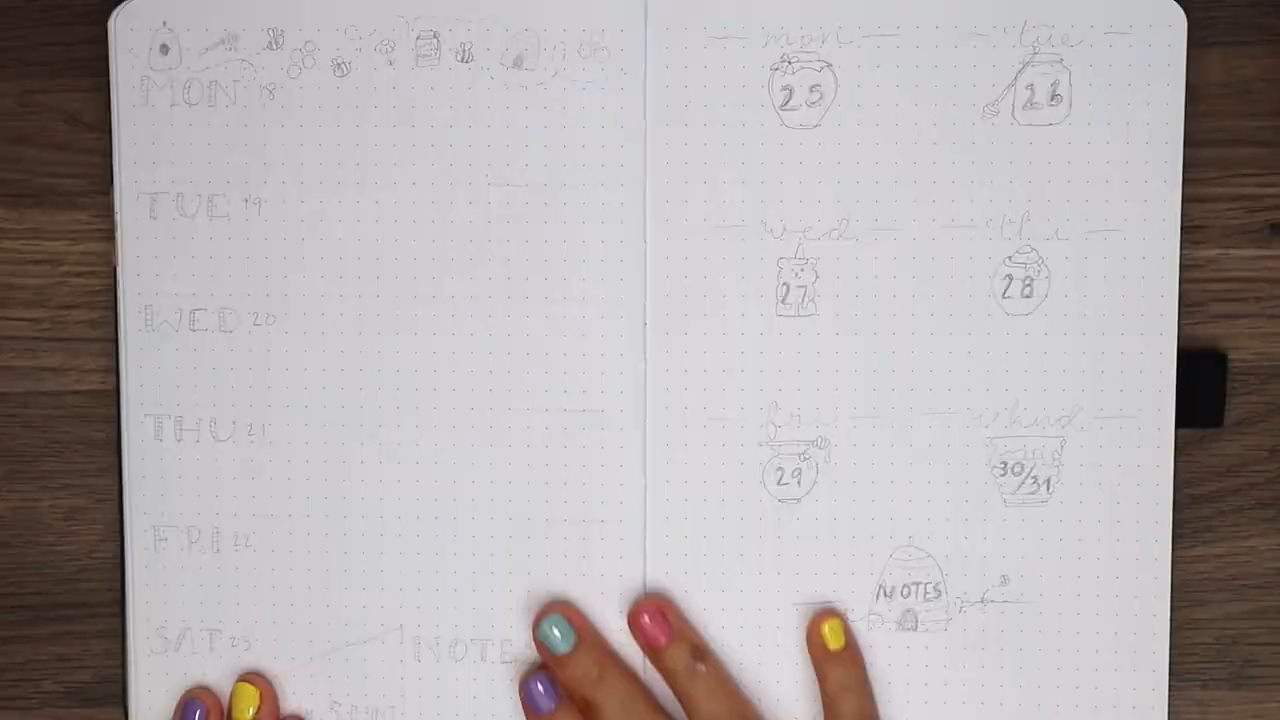 MON 18
TUE 19
WED 20
THU 21
FRI 22
SAT 23
NOTE
mon tue
25 26
wed thu
27 28
fri wknd
29 30/31
NOTES